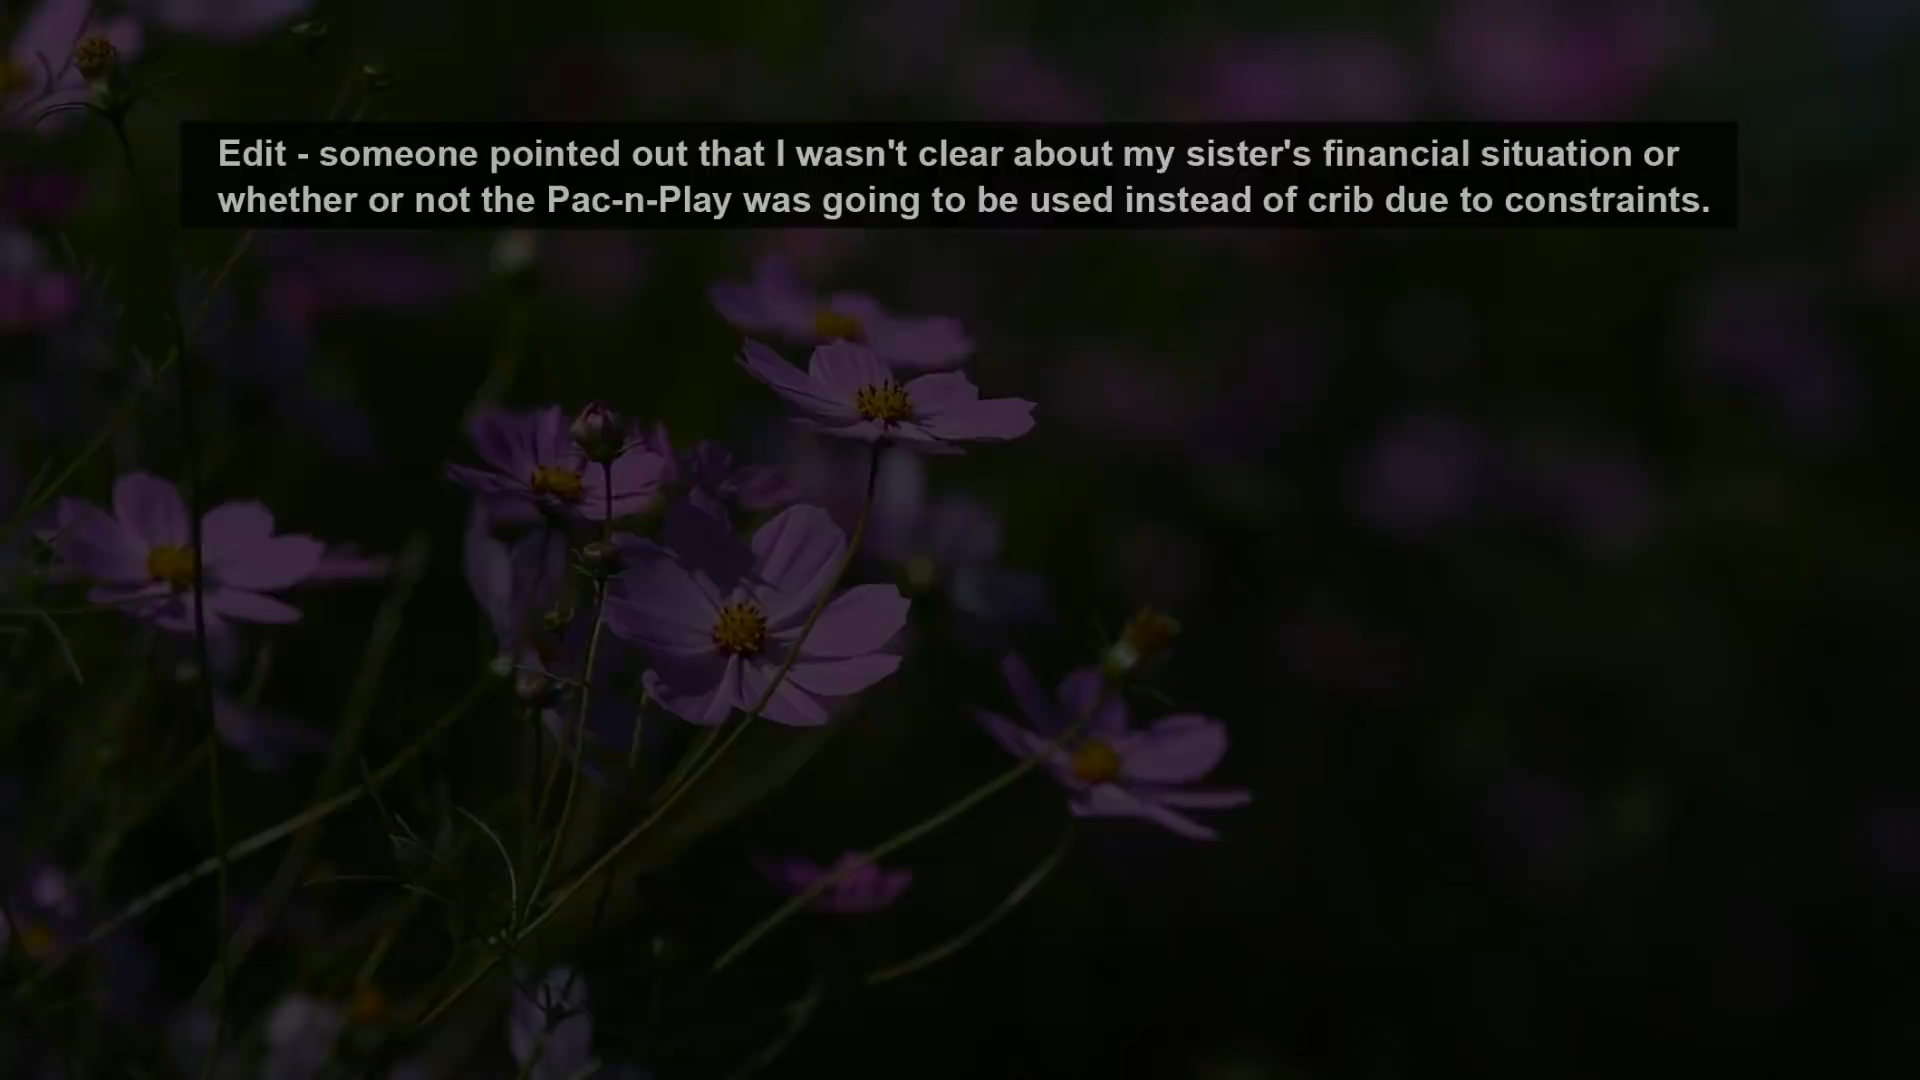 Edit - someone pointed out that I wasn't clear about my sister's financial situation or
whether or not the Pac-n-Play was going to be used instead of crib due to constraints.